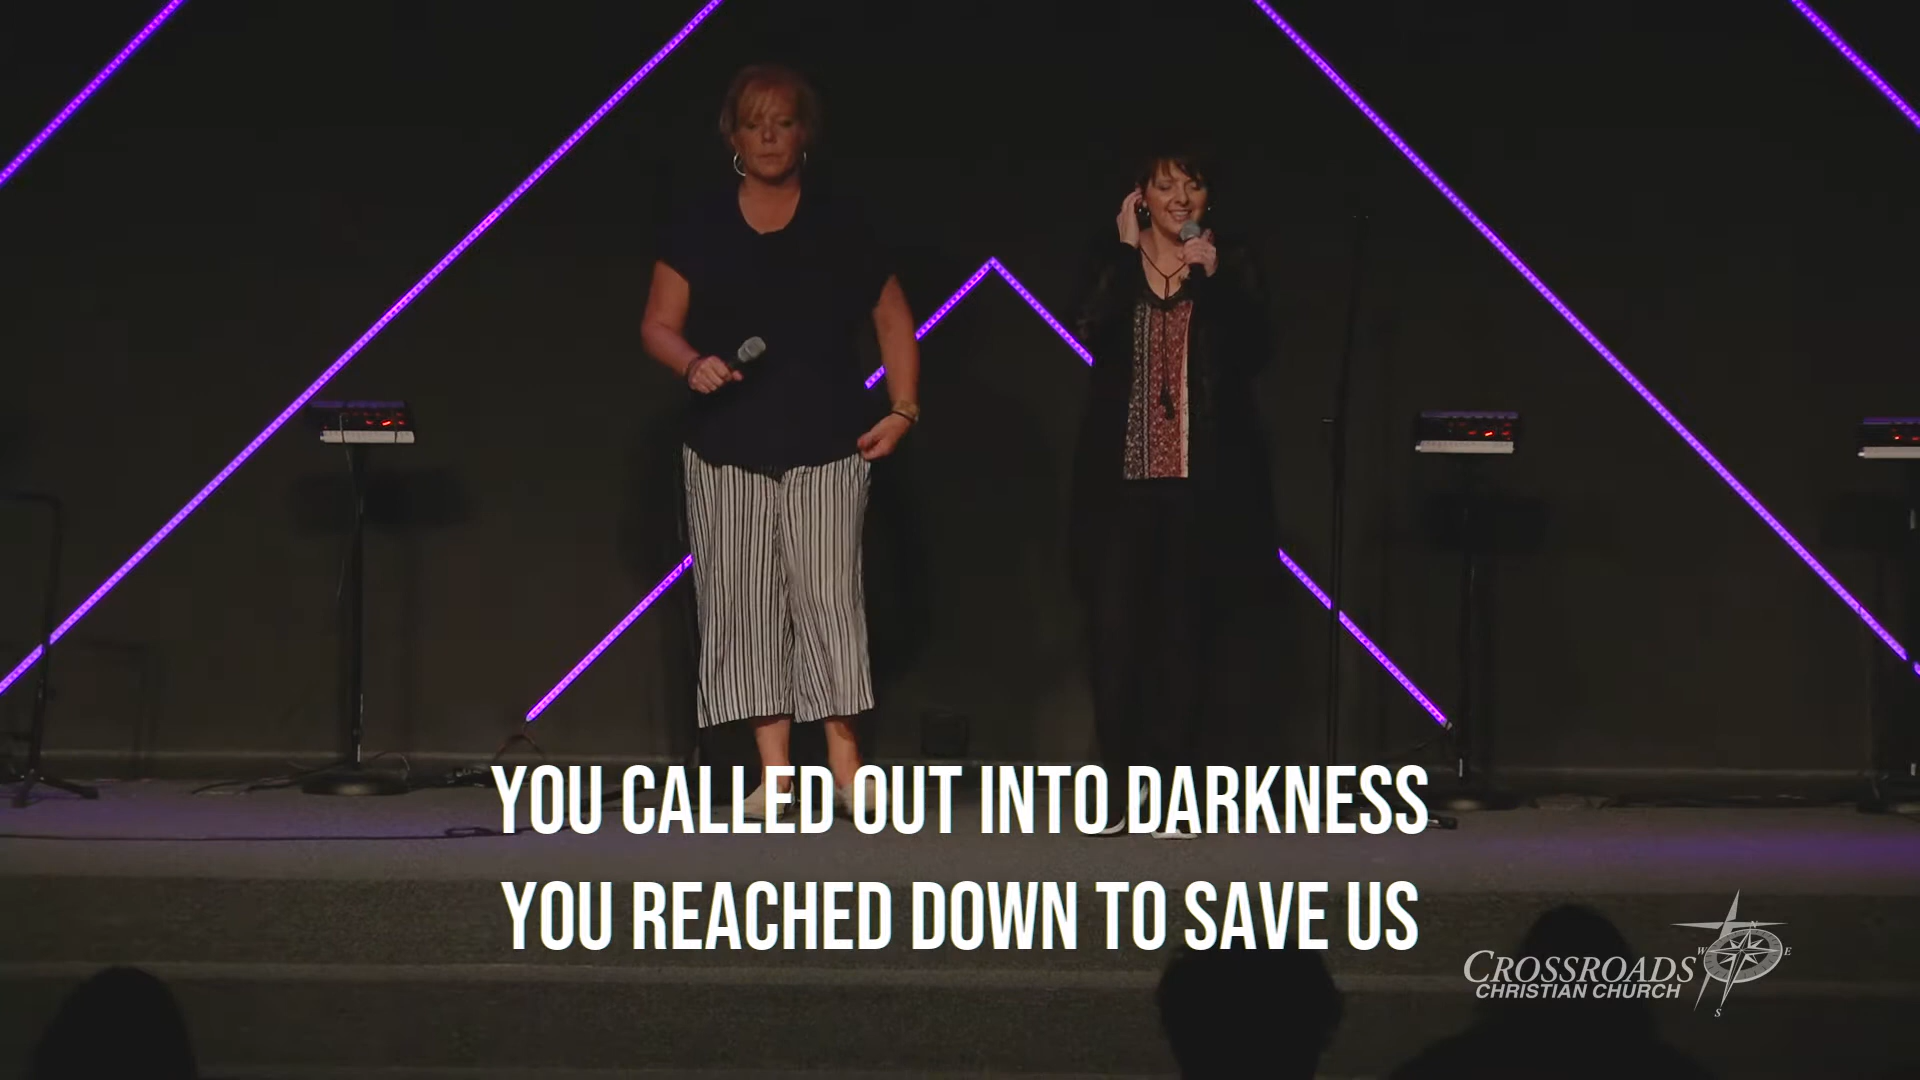 YOU CALLED OUT INTO DARKNESS
YOU REACHED DOWN TO SAVE US
CROSSROADS
CHRISTIAN CHURCH
N
W
E
S